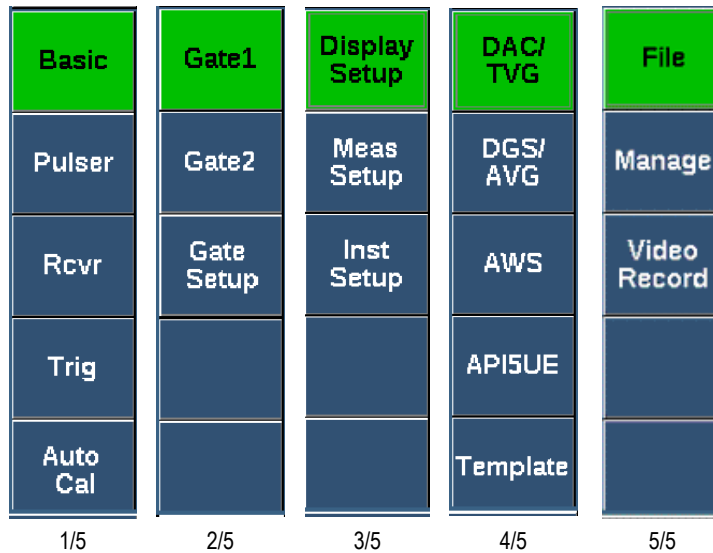 Basic
Pulser
Rcvr
Trig
Auto
Cal
1/5
Gate1
Gate2
Gate
Setup
2/5
Display
Setup
Meas
Setup
Inst
Setup
3/5
DAC/
TVG
DGS/
AVG
AWS
API5UE
Template
4/5
File
Manage
Video
Record
5/5